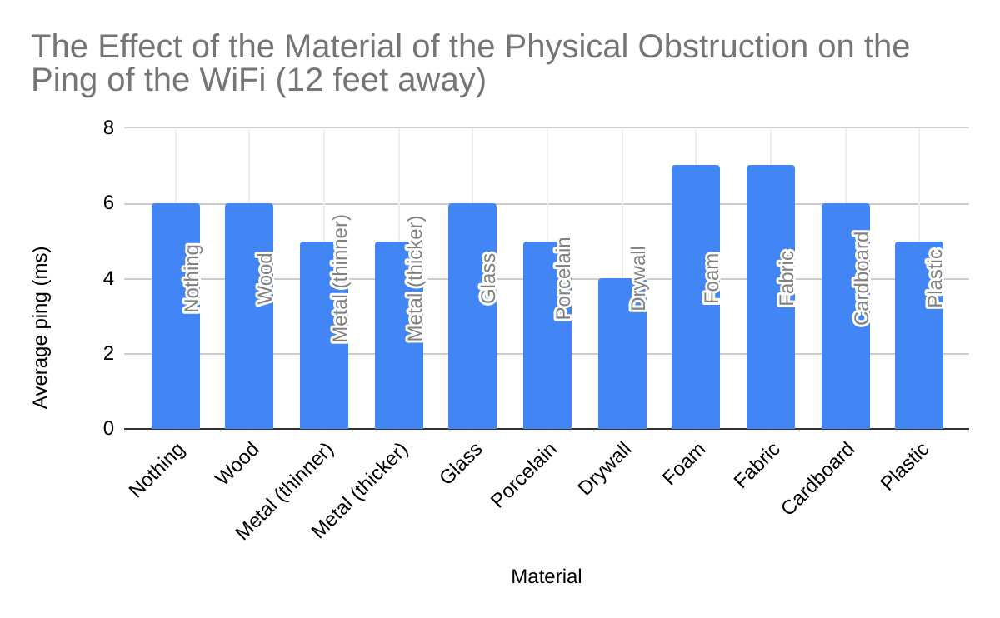 The Effect of the Material of the Physical Obstruction on the
Ping of the WiFi (12 feet away)
8
6
4
2
0
Average ping (ms)
Nothing
Wood
Metal (thinner)
Metal (thicker)
Glass
Porcelain
Drywall
Foam
Fabric
Cardboard
Plastic
Nothing
Wood
Metal (thinner)
Metal (thicker)
Glass
Porcelain
Drywall
Foam
Fabric
Cardboard
Plastic
Material